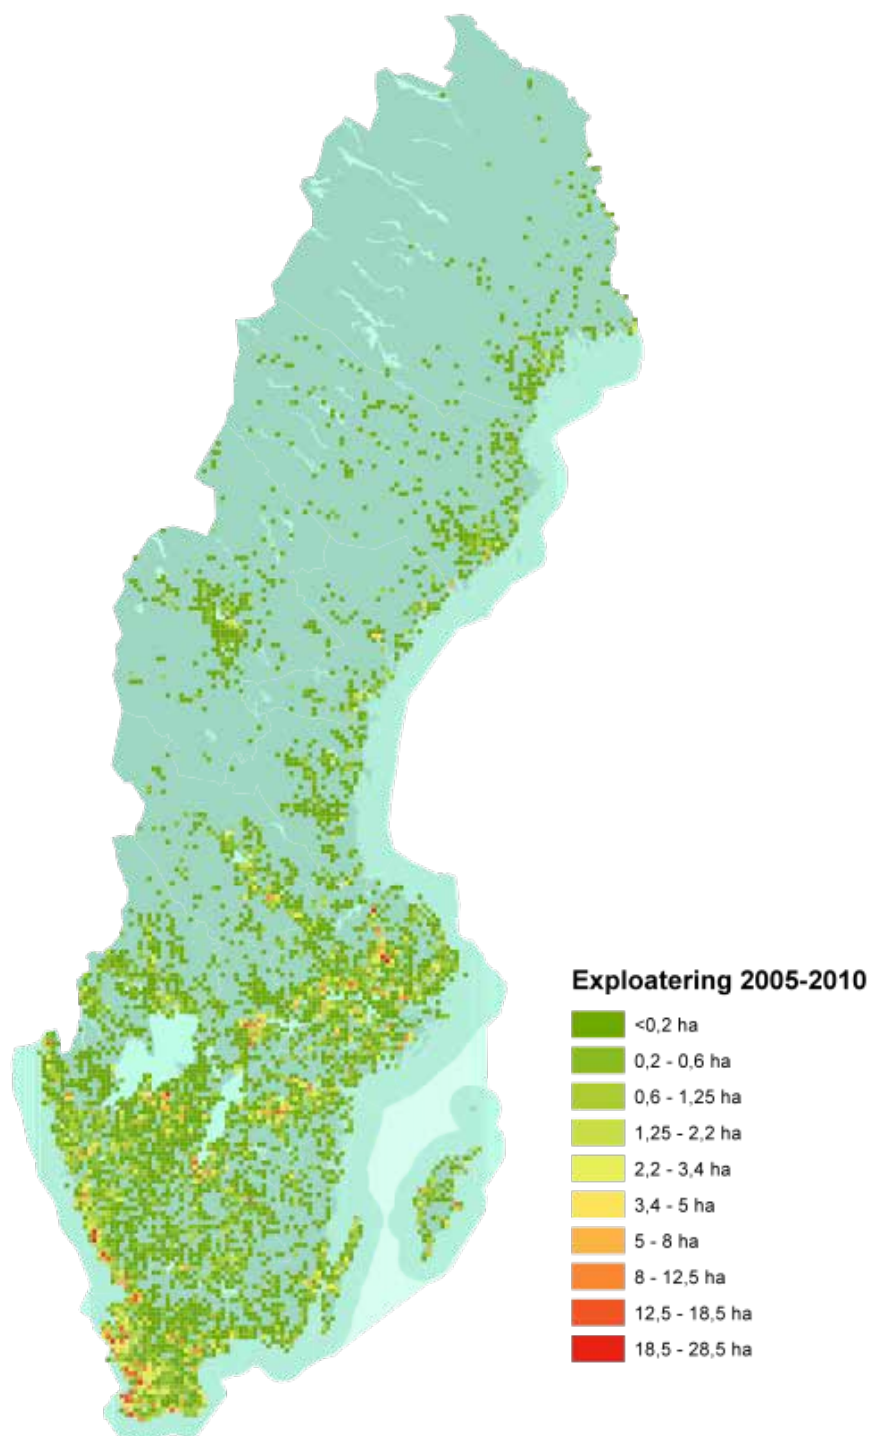 Exploatering 2005-2010
<0,2 ha
0,2 - 0,6 ha
0,6 - 1,25 ha
1,25 - 2,2 ha
2,2 - 3,4 ha
3,4 - 5 ha
5 - 8 ha
8 - 12,5 ha
12,5 - 18,5 ha
18,5 - 28,5 ha